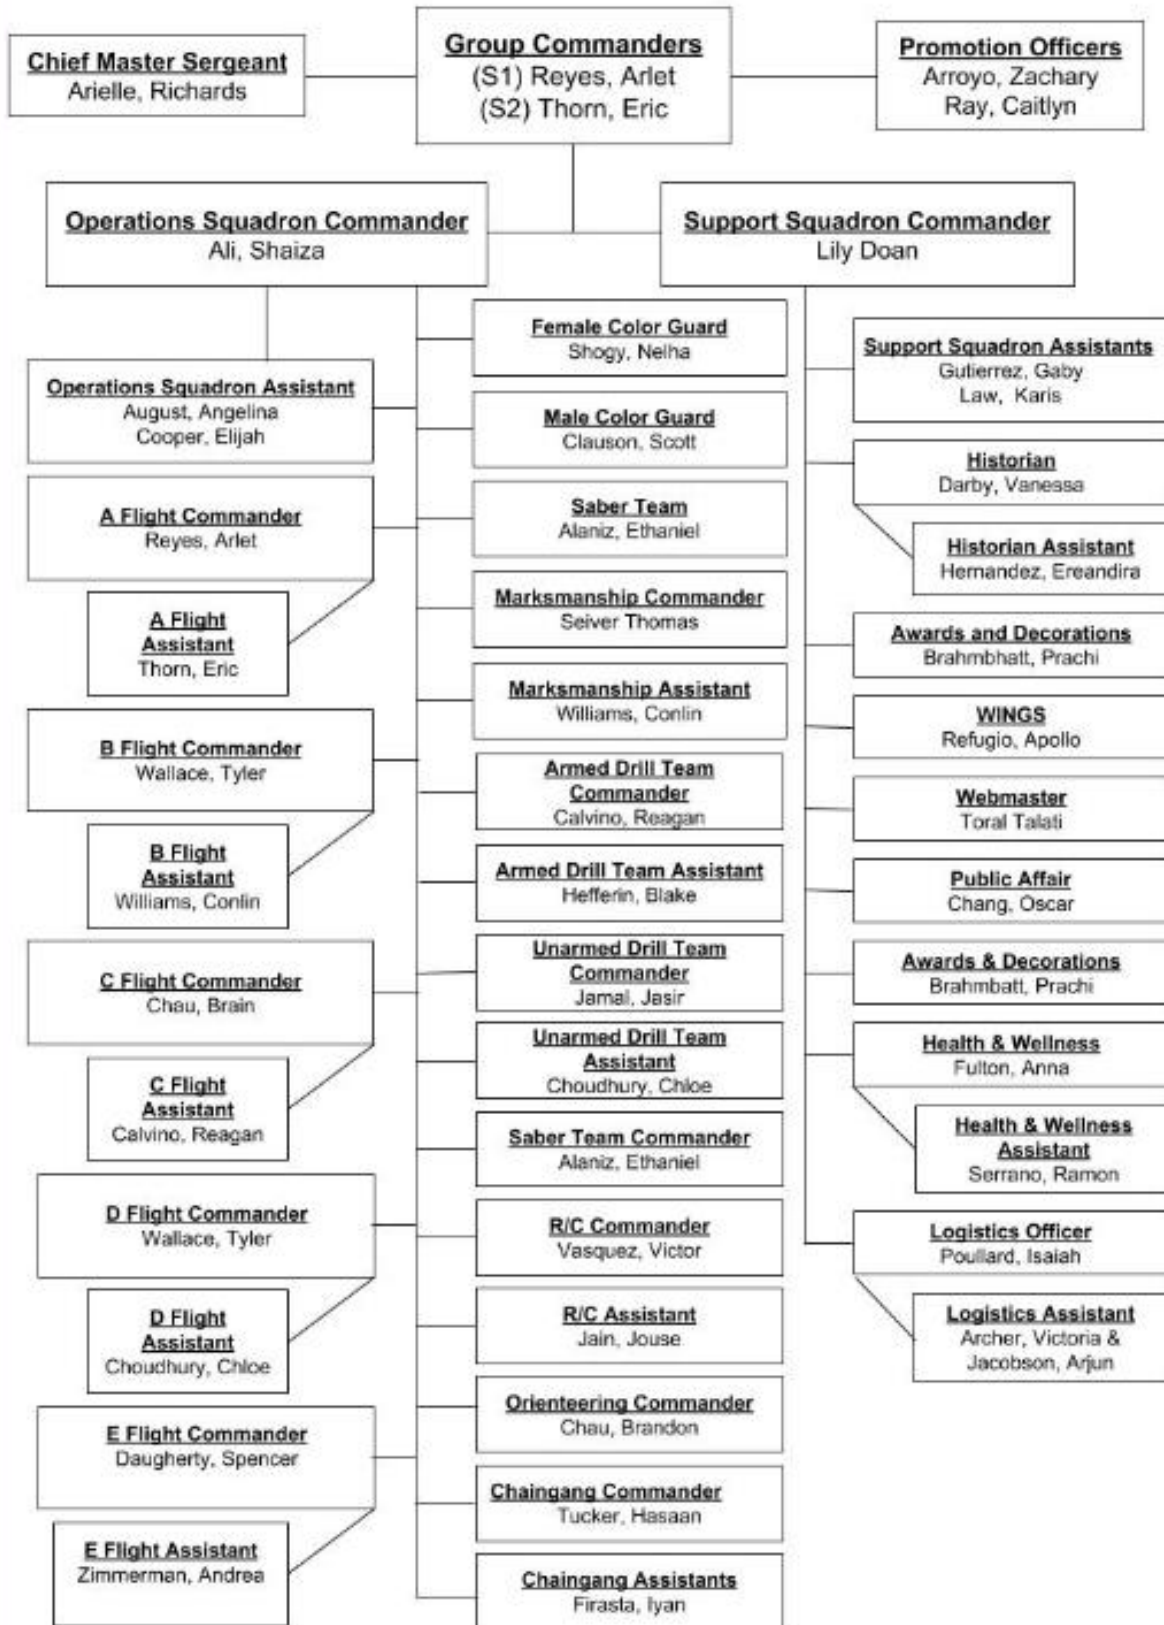 Chief Master Sergeant
Arielle, Richards
Group Commanders
(S1) Reyes, Arlet
(S2) Thorn, Eric
Promotion Officers
Arroyo, Zachary
Ray, Caitlyn
Operations Squadron Commander
Ali, Shaiza
Support Squadron Commander
Lily Doan
Operations Squadron Assistant
August, Angelina
Cooper, Elijah
A Flight Commander
Reyes, Arlet
A Flight
Assistant
Thorn, Eric
B Flight Commander
Wallace, Tyler
B Flight
Assistant
Williams, Conlin
C Flight Commander
Chau, Brain
C Flight
Assistant
Calvino, Reagan
D Flight Commander
Wallace, Tyler
D Flight
Assistant
Choudhury, Chloe
E Flight Commander
Daugherty, Spencer
E Flight Assistant
Zimmerman, Andrea
Female Color Guard
Shogy, Nelha
Male Color Guard
Clauson, Scott
Saber Team
Alaniz, Ethaniel
Marksmanship Commander
Seiver Thomas
Marksmanship Assistant
Williams, Conlin
Armed Drill Team
Commander
Calvino, Reagan
Armed Drill Team Assistant
Hefferin, Blake
Unarmed Drill Team
Commander
Jamal, Jasir
Unarmed Drill Team
Assistant
Choudhury, Chloe
Saber Team Commander
Alaniz, Ethaniel
R/C Commander
Vasquez, Victor
R/C Assistant
Jain, Jouse
Orienteering Commander
Chau, Brandon
Chaingang Commander
Tucker, Hasaan
Chaingang Assistants
Firasta, Iyan
Support Squadron Assistants
Gutierrez, Gaby
Law, Karis
Historian
Darby, Vanessa
Historian Assistant
Hernandez, Ereandira
Awards and Decorations
Brahmbhatt, Prachi
WINGS
Refugio, Apollo
Webmaster
Toral Talati
Public Affair
Chang, Oscar
Awards & Decorations
Brahmbatt, Prachi
Health & Wellness
Fulton, Anna
Health & Wellness
Assistant
Serrano, Ramon
Logistics Officer
Poullard, Isaiah
Logistics Assistant
Archer, Victoria &
Jacobson, Arjun